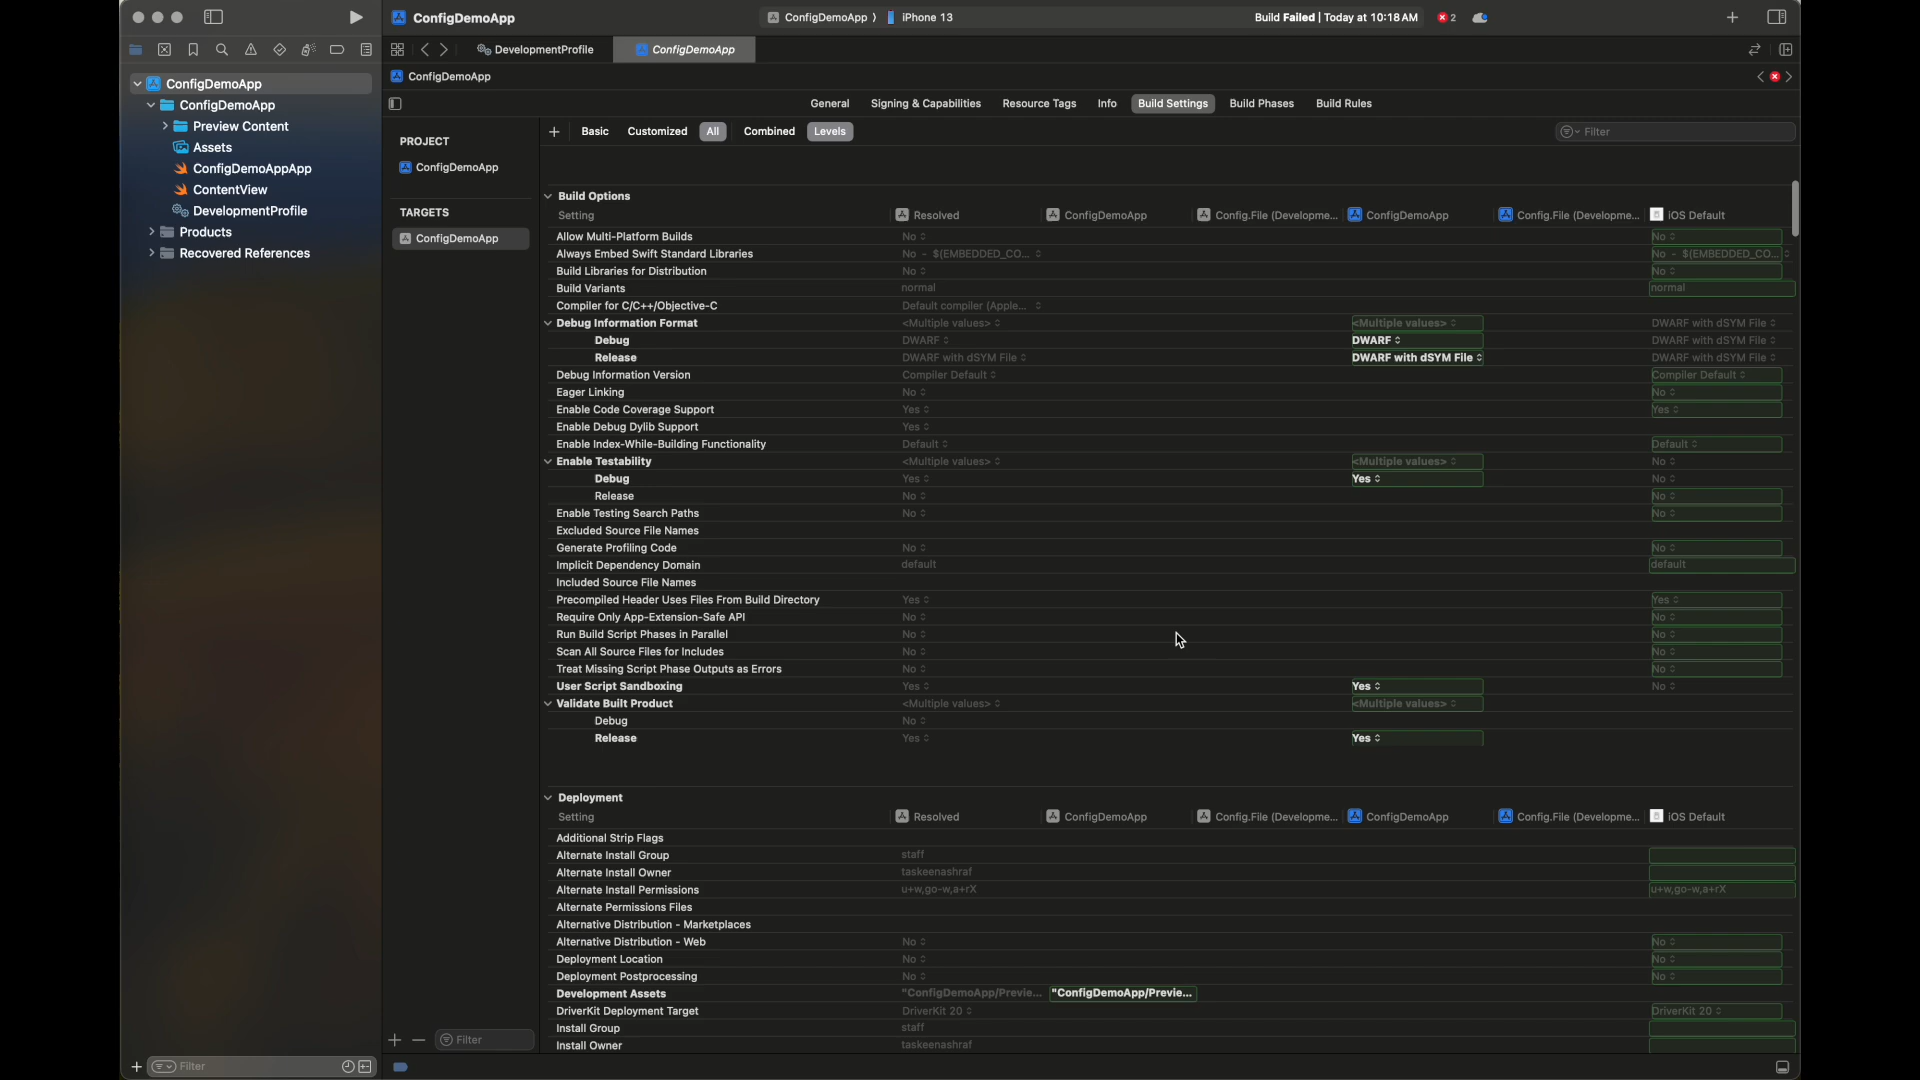 ConfigDemoApp
ConfigDemoApp ⟩ iPhone 13
Build Failed | Today at 10:18 AM
2
DevelopmentProfile
ConfigDemoApp
ConfigDemoApp
ConfigDemoApp
ConfigDemoApp
Preview Content
Assets
ConfigDemoAppApp
ContentView
DevelopmentProfile
Products
Recovered References
Filter
General
Signing & Capabilities
Resource Tags
Info
Build Settings
Build Phases
Build Rules
PROJECT
ConfigDemoApp
TARGETS
ConfigDemoApp
Filter
Basic
Customized
All
Combined
Levels
Filter
Build Options
Setting Resolved ConfigDemoApp Config.File (Developme... ConfigDemoApp Config.File (Developme... iOS Default
Allow Multi-Platform Builds No No
Always Embed Swift Standard Libraries No - $(EMBEDDED_CO... No - $(EMBEDDED_CO...
Build Libraries for Distribution No No
Build Variants normal normal
Compiler for C/C++/Objective-C Default compiler (Apple...
Debug Information Format <Multiple values> <Multiple values> DWARF with dSYM File
Debug DWARF DWARF DWARF with dSYM File
Release DWARF with dSYM File DWARF with dSYM File DWARF with dSYM File
Debug Information Version Compiler Default Compiler Default
Eager Linking No No
Enable Code Coverage Support Yes Yes
Enable Debug Dylib Support Yes
Enable Index-While-Building Functionality Default Default
Enable Testability <Multiple values> <Multiple values> No
Debug Yes Yes No
Release No No
Enable Testing Search Paths No No
Excluded Source File Names
Generate Profiling Code No No
Implicit Dependency Domain default default
Included Source File Names
Precompiled Header Uses Files From Build Directory Yes Yes
Require Only App-Extension-Safe API No No
Run Build Script Phases in Parallel No No
Scan All Source Files for Includes No No
Treat Missing Script Phase Outputs as Errors No No
User Script Sandboxing Yes Yes No
Validate Built Product <Multiple values> <Multiple values>
Debug No
Release Yes Yes
Deployment
Setting Resolved ConfigDemoApp Config.File (Developme... ConfigDemoApp Config.File (Developme... iOS Default
Additional Strip Flags
Alternate Install Group staff
Alternate Install Owner taskeenashraf
Alternate Install Permissions u+w,go-w,a+rX u+w,go-w,a+rX
Alternate Permissions Files
Alternative Distribution - Marketplaces
Alternative Distribution - Web No No
Deployment Location No No
Deployment Postprocessing No No
Development Assets "ConfigDemoApp/Previe... "ConfigDemoApp/Previe...
DriverKit Deployment Target DriverKit 20 DriverKit 20
Install Group staff
Install Owner taskeenashraf